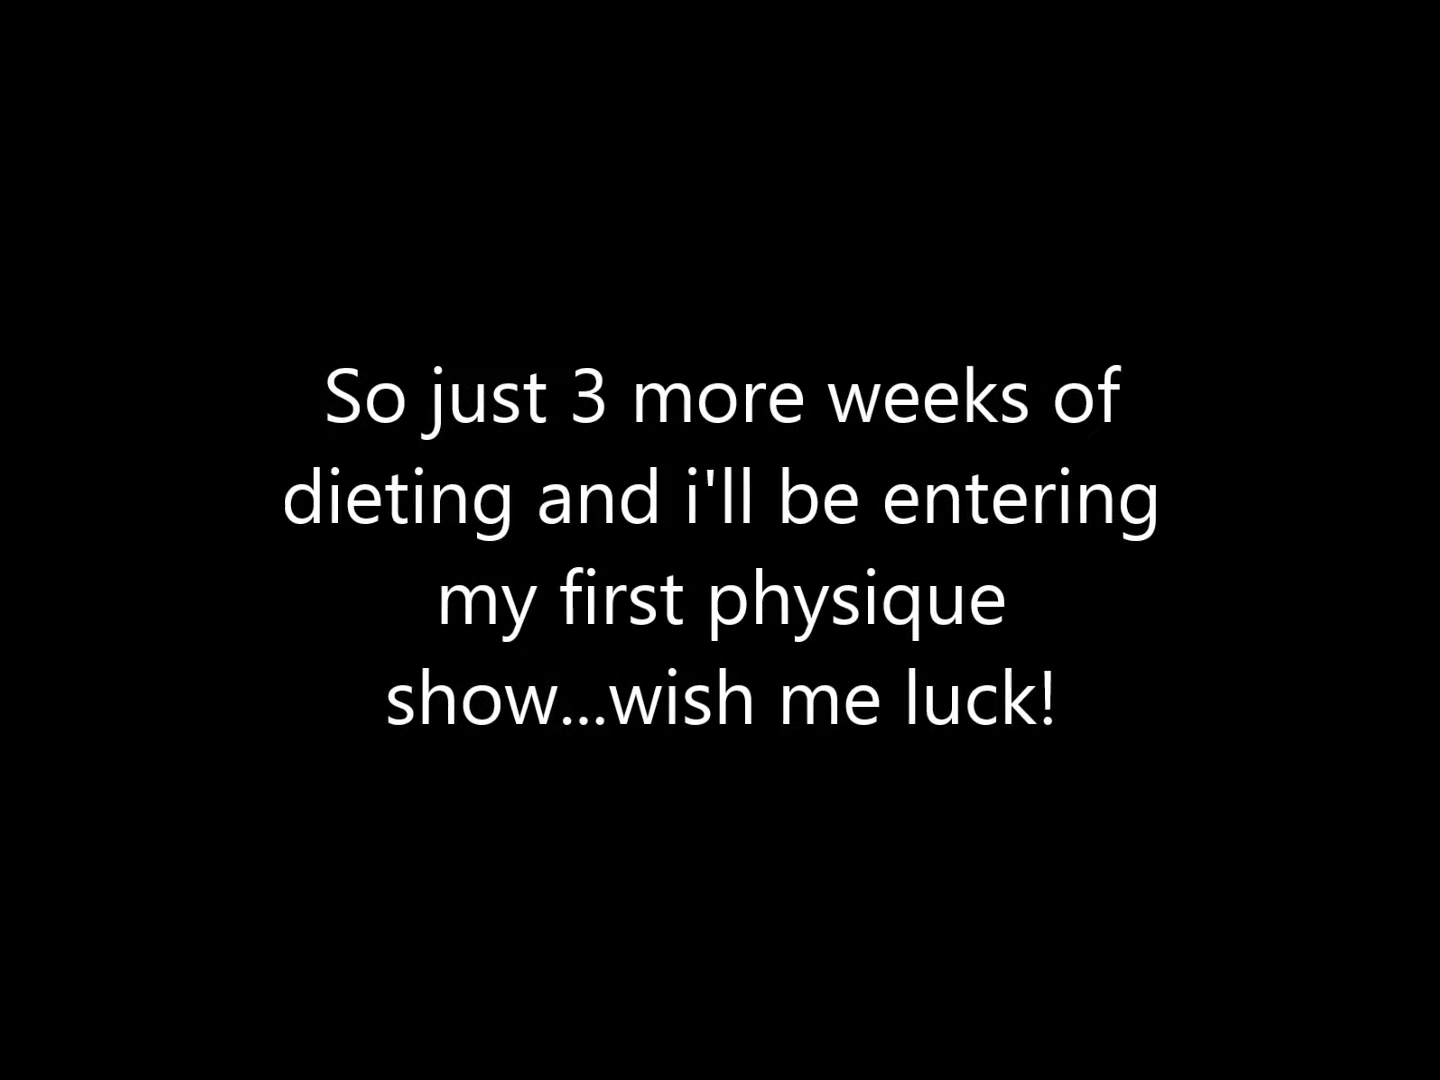 So just 3 more weeks of
dieting and i'll be entering
my first physique
show...wish me luck!